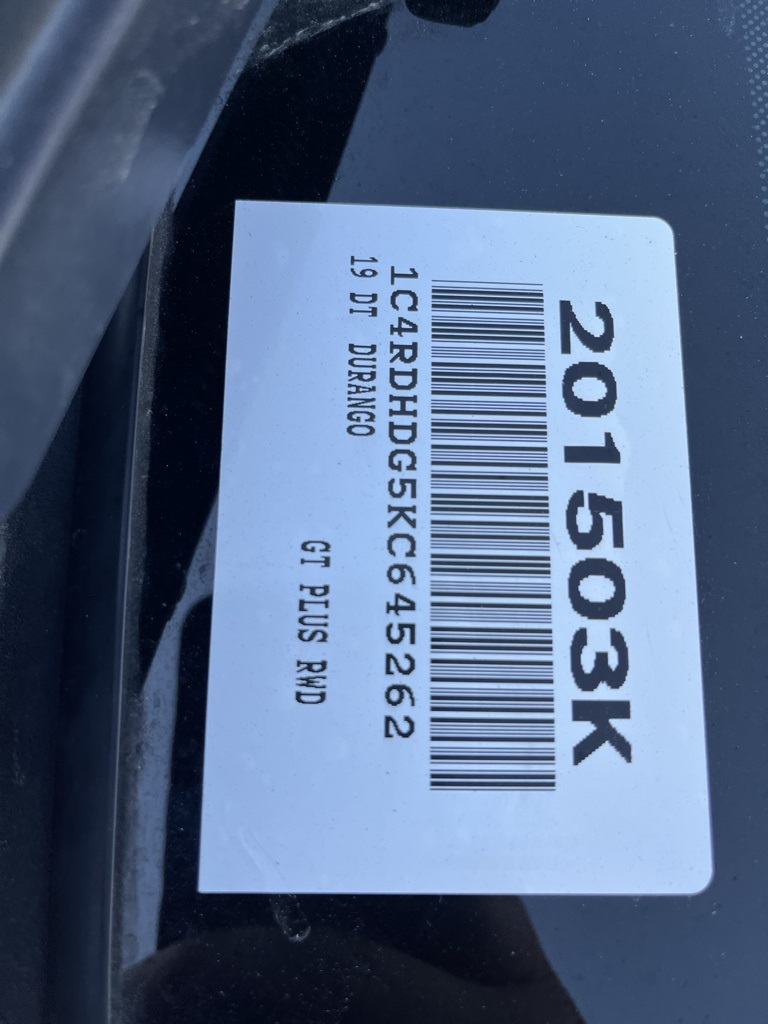 201503K
1C4RDHDG5KC645262
19 DT DURANGO
GT PLUS RWD